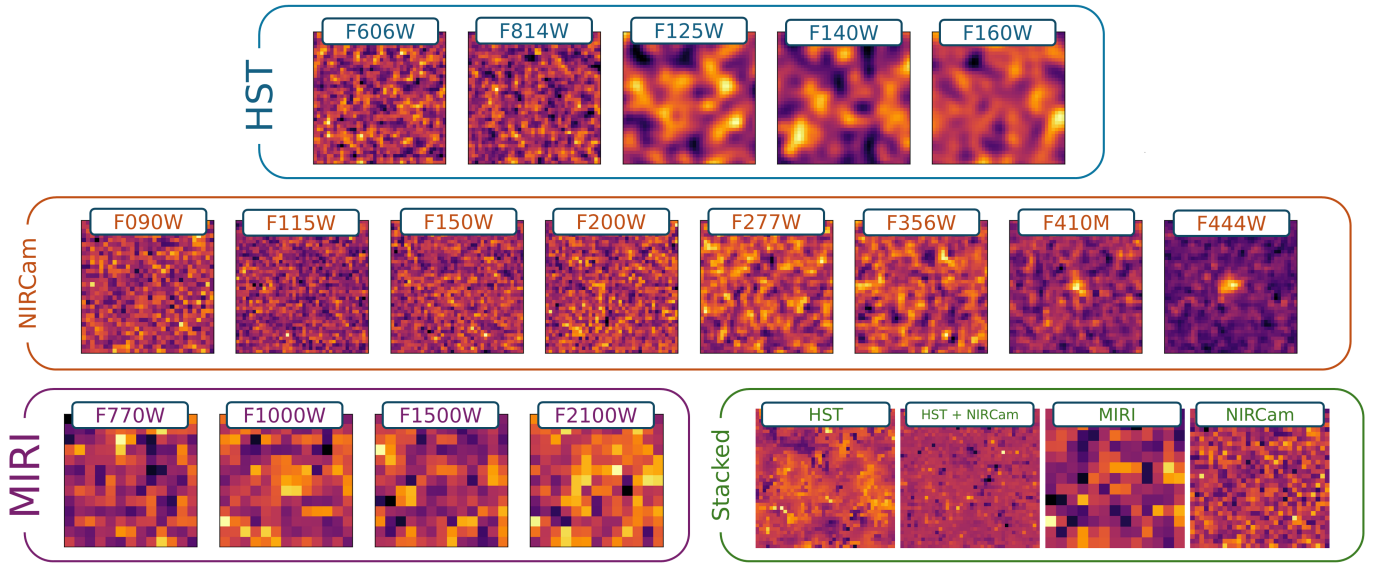 HST
F606W
F814W
F125W
F140W
F160W
NIRCam
F090W
F115W
F150W
F200W
F277W
F356W
F410M
F444W
MIRI
F770W
F1000W
F1500W
F2100W
Stacked
HST
HST + NIRCam
MIRI
NIRCam